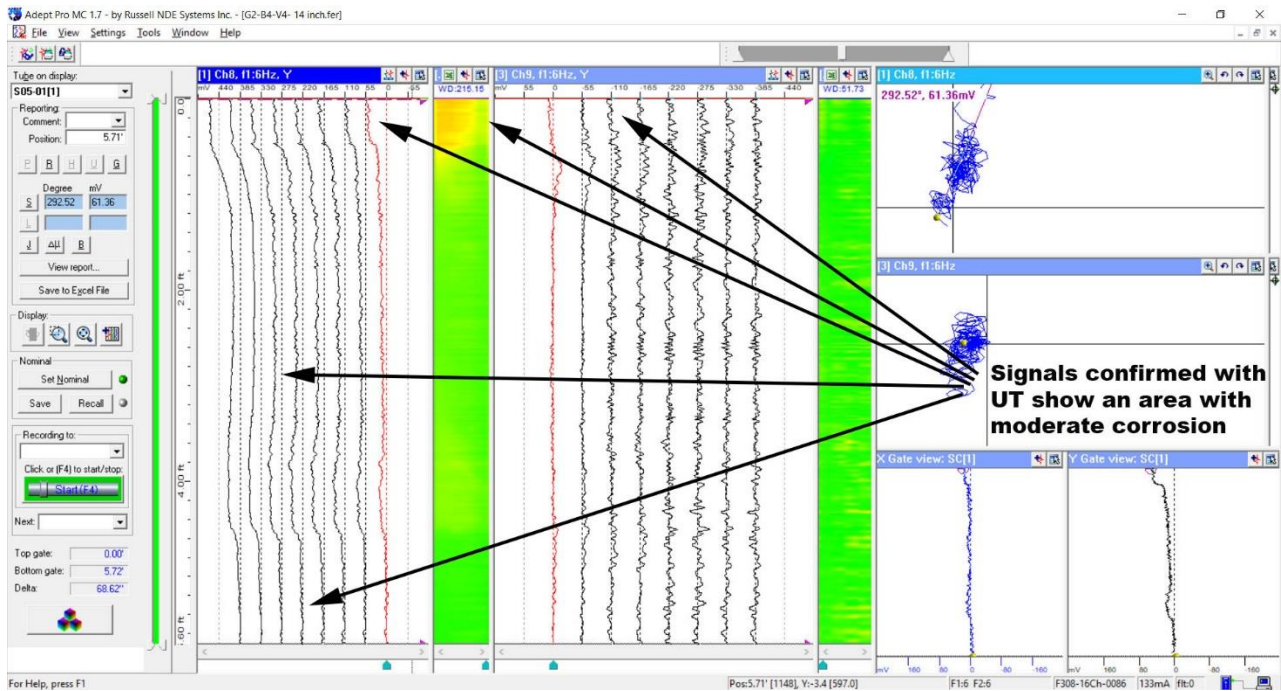 Adept Pro MC 1.7 - by Russell NDE Systems Inc. - [G2-B4-V4- 14 inch.fer]
File View Settings Tools Window Help
Tube on display:
S05-01[1]
Reporting:
Comment:
Position: 5.71'
P R H U G
Degree mV
S 292.52 61.36
L
J Δµ B
View report...
Save to Excel File
Display:
Nominal
Set Nominal
Save Recall
Recording to:
Click or (F4) to start/stop:
Start (F4)
Next:
Top gate: 0.00'
Bottom gate: 5.72'
Delta: 68.62"
[1] Ch8, f1:6Hz, Y
mV 440 385 330 275 220 165 110 55 0 -55
0.0
2.00 ft
4.00 ft
WD:215.15
[3] Ch9, f1:6Hz, Y
mV 55 0 -55 -110 -165 -220 -275 -330 -385 -440
WD:51.73
[1] Ch8, f1:6Hz
292.52°, 61.36mV
[3] Ch9, f1:6Hz
Signals confirmed with
UT show an area with
moderate corrosion
X Gate view: SC[1]
mV 160 80 0 -80 -160
Y Gate view: SC[1]
mV 160 80 0 -80 -160
For Help, press F1
Pos:5.71' [1148], Y:-3.4 [597.0]
F1:6 F2:6
F308-16Ch-0086
133mA
flt:0